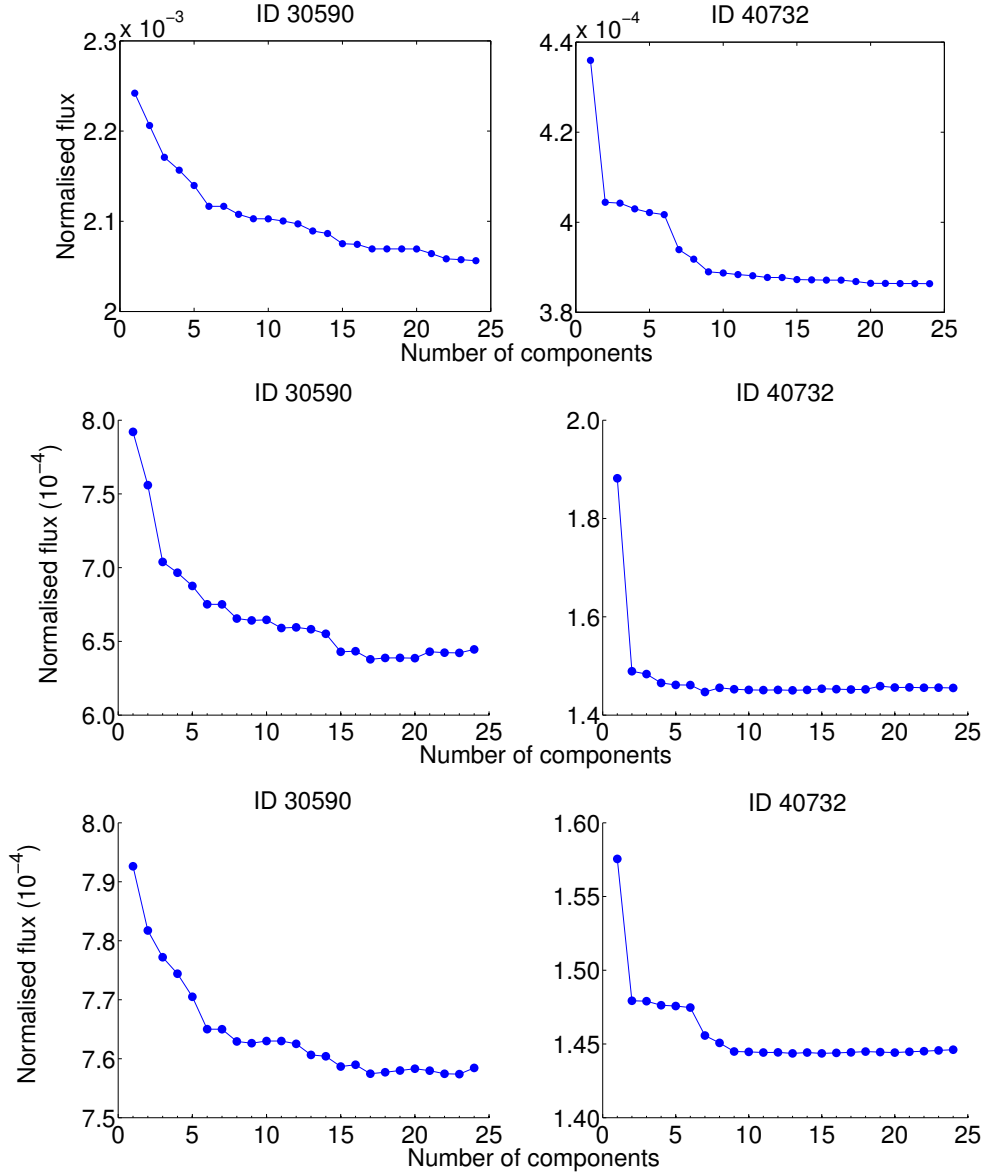 ID 30590
ID 40732
x 10⁻³
x 10⁻⁴
2.3
2.2
2.1
2
0 5 10 15 20 25
Normalised flux
4.4
4.2
4
3.8
0 5 10 15 20 25
Number of components
ID 30590
ID 40732
8.0
7.5
7.0
6.5
6.0
0 5 10 15 20 25
Normalised flux (10⁻⁴)
2.0
1.8
1.6
1.4
0 5 10 15 20 25
Number of components
ID 30590
ID 40732
8.0
7.9
7.8
7.7
7.6
7.5
0 5 10 15 20 25
Normalised flux (10⁻⁴)
1.60
1.55
1.50
1.45
1.40
0 5 10 15 20 25
Number of components